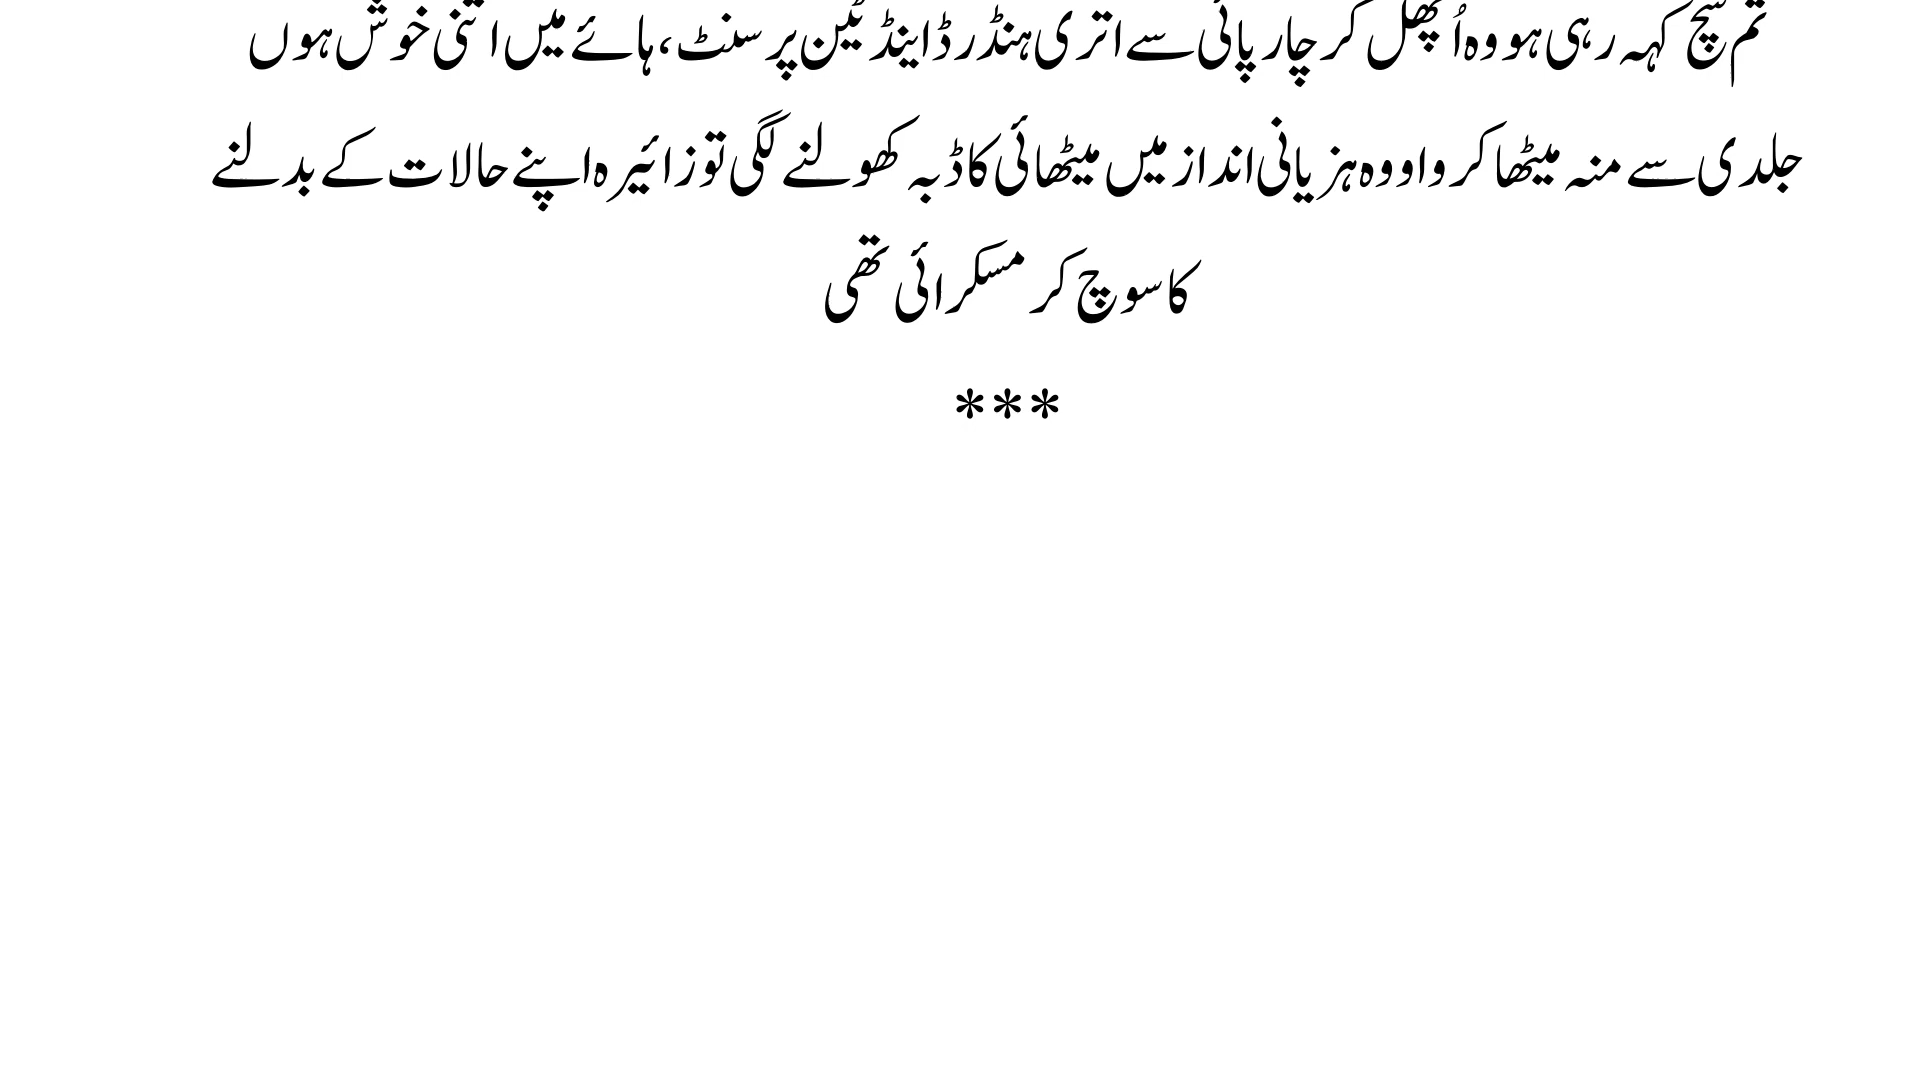 تم سچ کہہ رہی ہو وہ اُچھل کر چارپائی سے اتری ہنڈرڈ اینڈ ٹین پرسنٹ، ہائے میں اتنی خوش ہوں
جلدی سے منہ میٹھا کرواو وہ ہزیانی انداز میں میٹھائی کا ڈبہ کھولنے لگی تو زائیرہ اپنے حالات کے بدلنے
کا سوچ کر مسکرائی تھی
***